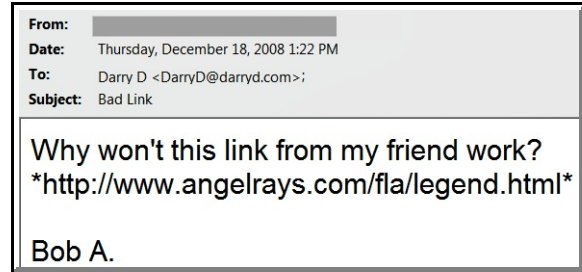 From:
Date: Thursday, December 18, 2008 1:22 PM
To: Darry D <DarryD@darryd.com>;
Subject: Bad Link
Why won't this link from my friend work?
*http://www.angelrays.com/fla/legend.html*
Bob A.